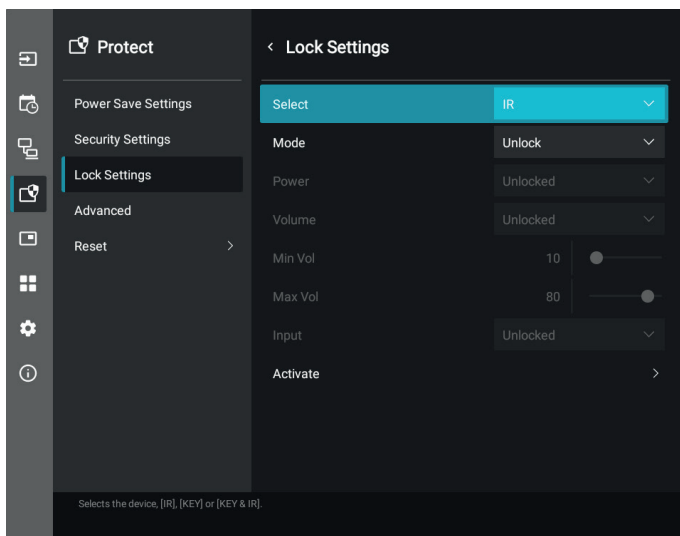 Protect
Power Save Settings
Security Settings
Lock Settings
Advanced
Reset
Lock Settings
Select IR
Mode Unlock
Power Unlocked
Volume Unlocked
Min Vol 10
Max Vol 80
Input Unlocked
Activate
Selects the device, [IR], [KEY] or [KEY & IR].